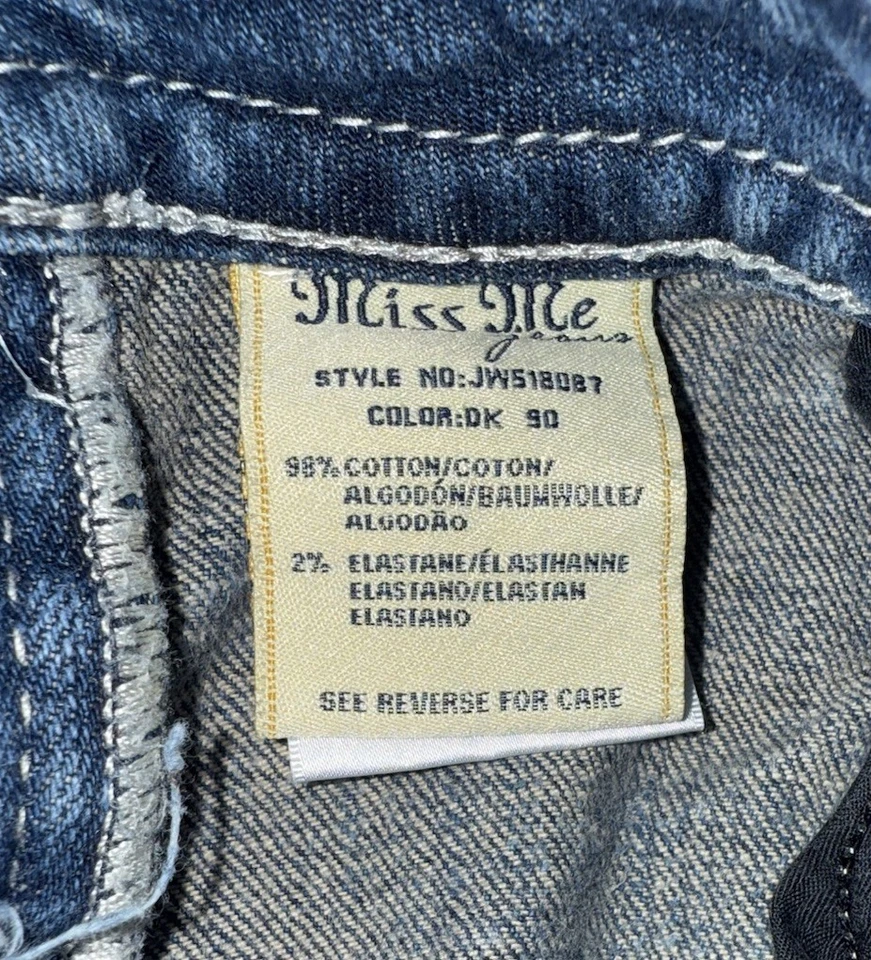 Miss Me
jeans
STYLE NO:JW5180B7
COLOR:DK 90
98% COTTON/COTON/
ALGODÓN/BAUMWOLLE/
ALGODÃO
2% ELASTANE/ÉLASTHANNE
ELASTANO/ELASTAN
ELASTANO
SEE REVERSE FOR CARE